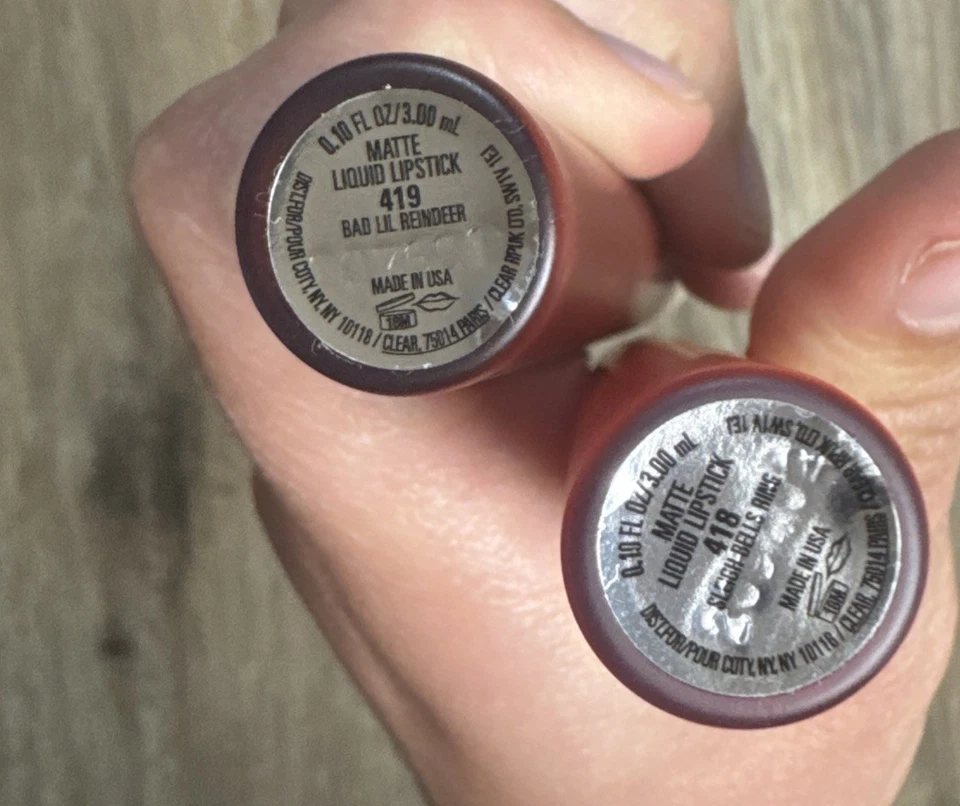 0.10 FL OZ/3.00 mL
MATTE
LIQUID LIPSTICK
419
BAD LIL REINDEER
MADE IN USA
18M
DIST.FOR/POUR COTY, NY, NY 10118 / CLEAR, 75014 PARIS / CLEAR RPUK LTD, SW1V 1EJ
0.10 FL OZ/3.00 mL
MATTE
LIQUID LIPSTICK
418
SLEIGH BELLS RING
MADE IN USA
18M
DIST.FOR/POUR COTY, NY, NY 10118 / CLEAR, 75014 PARIS / CLEAR RPUK LTD, SW1V 1EJ